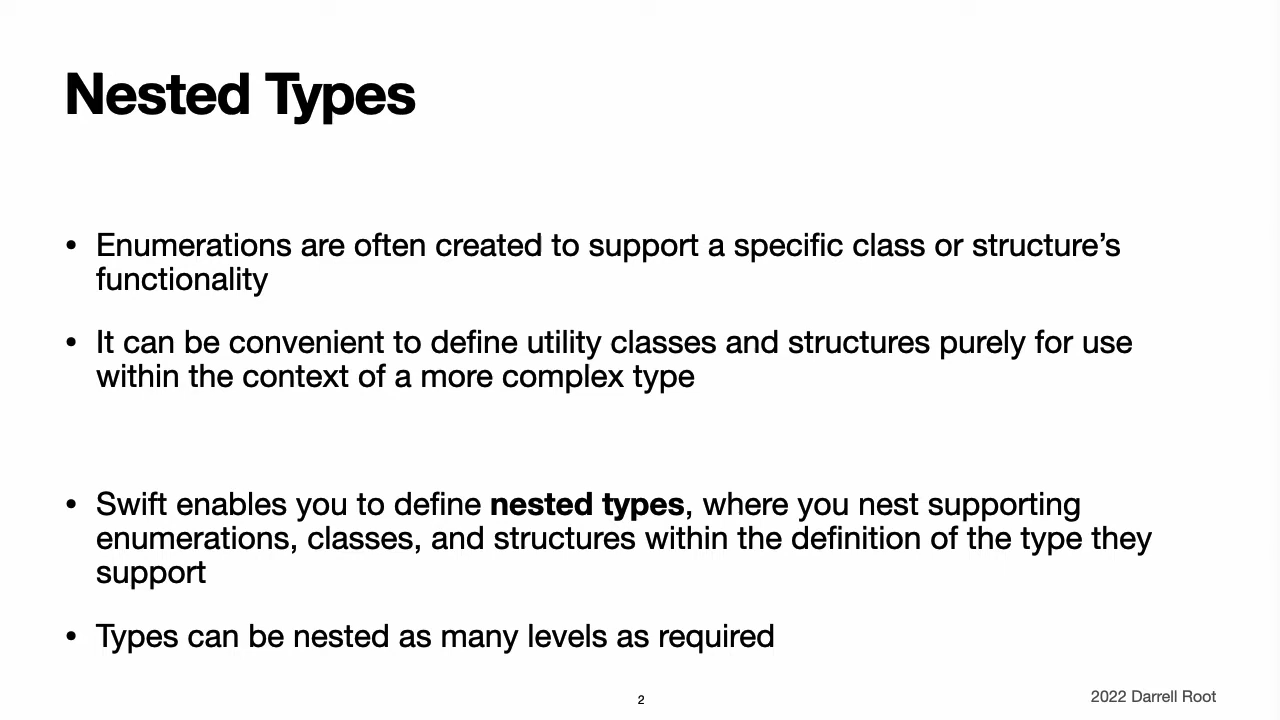 Nested Types
• Enumerations are often created to support a specific class or structure’s
functionality
• It can be convenient to define utility classes and structures purely for use
within the context of a more complex type
• Swift enables you to define nested types, where you nest supporting
enumerations, classes, and structures within the definition of the type they
support
• Types can be nested as many levels as required
2
2022 Darrell Root